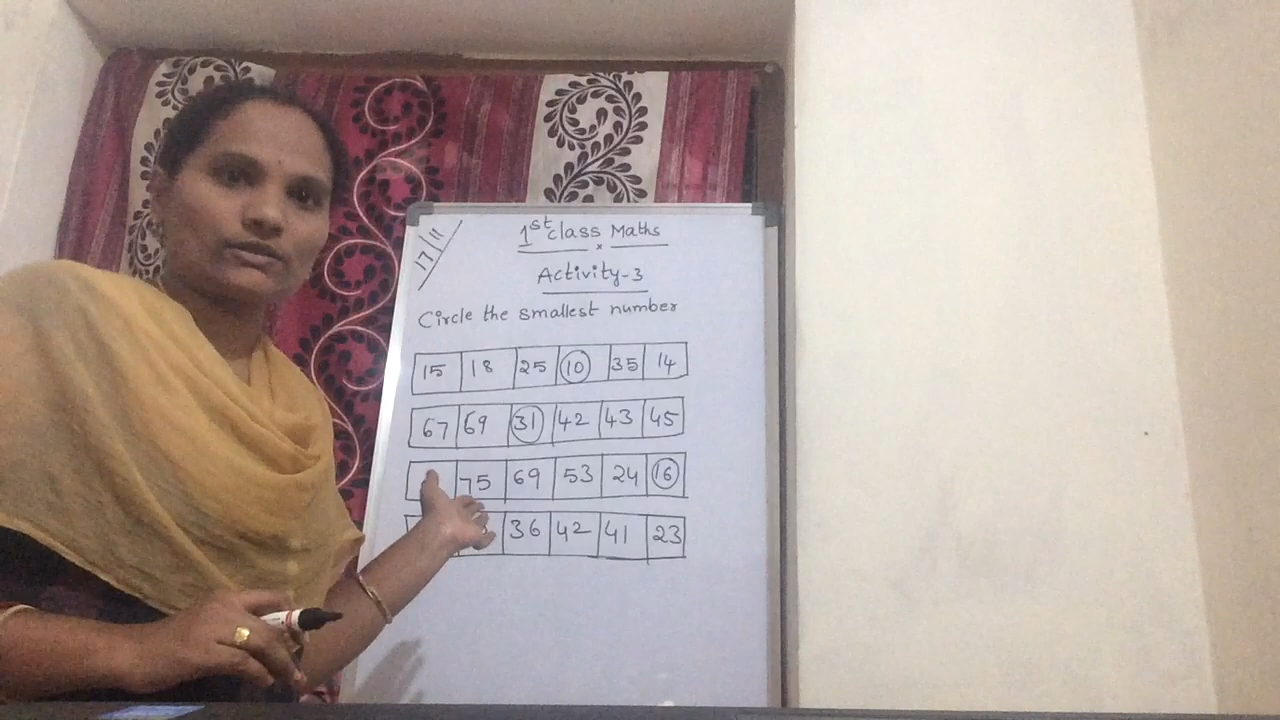 17/11
1st class Maths
Activity-3
Circle the smallest number
15 18 25 10 35 14
67 69 31 42 43 45
75 69 53 24 16
36 42 41 23